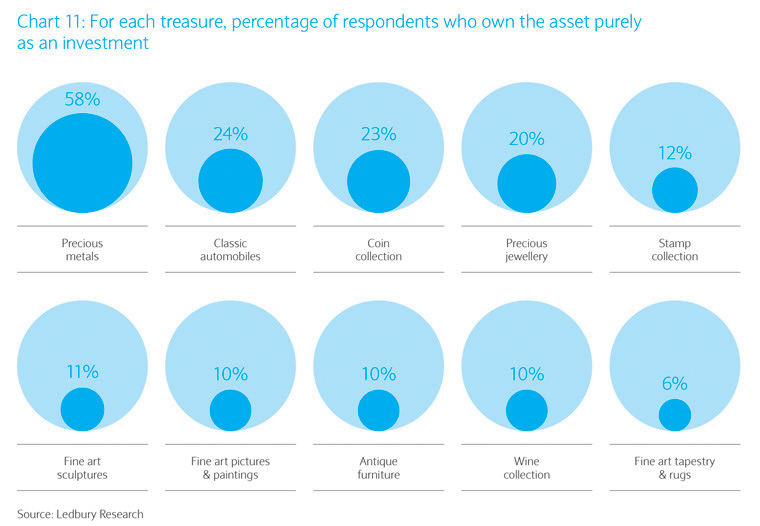 Chart 11: For each treasure, percentage of respondents who own the asset purely
as an investment
58%
24%
23%
20%
12%
Precious
metals
Classic
automobiles
Coin
collection
Precious
jewellery
Stamp
collection
11%
10%
10%
10%
6%
Fine art
sculptures
Fine art pictures
& paintings
Antique
furniture
Wine
collection
Fine art tapestry
& rugs
Source: Ledbury Research